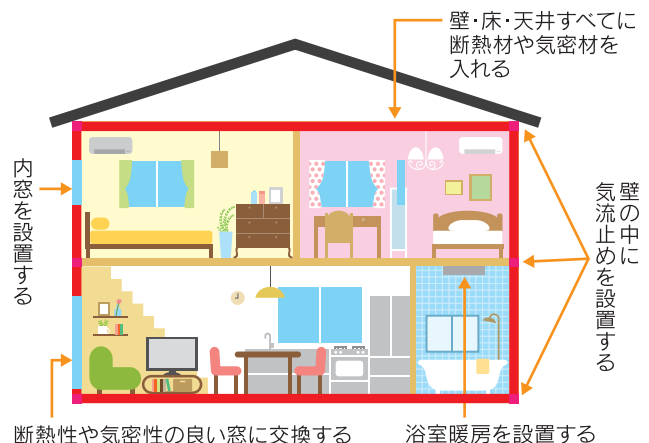 壁・床・天井すべてに
断熱材や気密材を
入れる
内窓を設置する
壁の中に
気流止めを設置する
断熱性や気密性の良い窓に交換する
浴室暖房を設置する